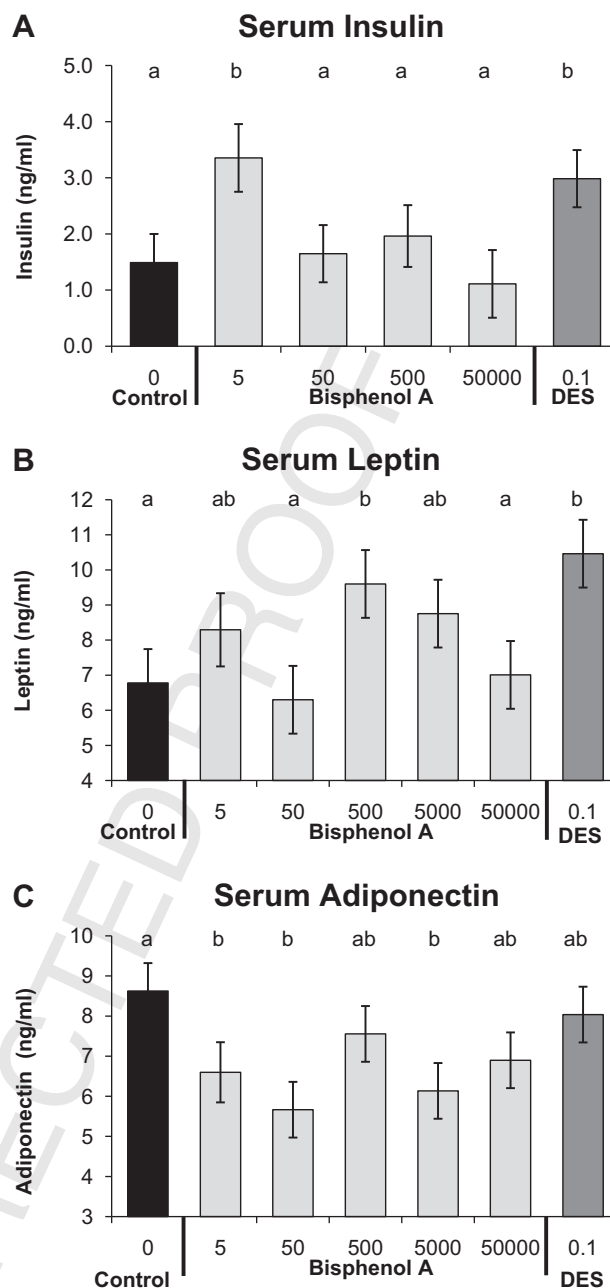 A
Serum Insulin
a b a a a b
5.0
4.0
3.0
2.0
1.0
0.0
Insulin (ng/ml)
0 5 50 500 50000 0.1
Control Bisphenol A DES
B
Serum Leptin
a ab a b ab a b
12
11
10
9
8
7
6
5
4
Leptin (ng/ml)
0 5 50 500 5000 50000 0.1
Control Bisphenol A DES
C
Serum Adiponectin
a b b ab b ab ab
10
9
8
7
6
5
4
3
Adiponectin (ng/ml)
0 5 50 500 5000 50000 0.1
Control Bisphenol A DES
ECTED PROOF